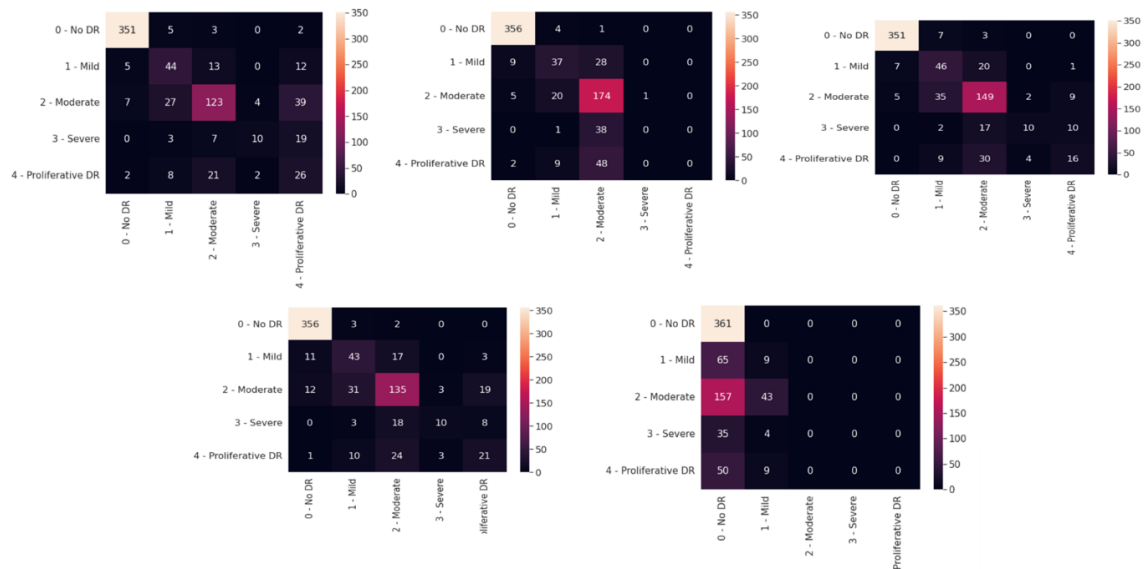 0 - No DR 351 5 3 0 2
1 - Mild 5 44 13 0 12
2 - Moderate 7 27 123 4 39
3 - Severe 0 3 7 10 19
4 - Proliferative DR 2 8 21 2 26
0 - No DR 1 - Mild 2 - Moderate 3 - Severe 4 - Proliferative DR
350 300 250 200 150 100 50 0
0 - No DR 356 4 1 0 0
1 - Mild 9 37 28 0 0
2 - Moderate 5 20 174 1 0
3 - Severe 0 1 38 0 0
4 - Proliferative DR 2 9 48 0 0
0 - No DR 1 - Mild 2 - Moderate 3 - Severe 4 - Proliferative DR
350 300 250 200 150 100 50 0
0 - No DR 351 7 3 0 0
1 - Mild 7 46 20 0 1
2 - Moderate 5 35 149 2 9
3 - Severe 0 2 17 10 10
4 - Proliferative DR 0 9 30 4 16
0 - No DR 1 - Mild 2 - Moderate 3 - Severe 4 - Proliferative DR
350 300 250 200 150 100 50 0
0 - No DR 356 3 2 0 0
1 - Mild 11 43 17 0 3
2 - Moderate 12 31 135 3 19
3 - Severe 0 3 18 10 8
4 - Proliferative DR 1 10 24 3 21
0 - No DR 1 - Mild 2 - Moderate 3 - Severe oliferative DR
350 300 250 200 150 100 50 0
0 - No DR 361 0 0 0 0
1 - Mild 65 9 0 0 0
2 - Moderate 157 43 0 0 0
3 - Severe 35 4 0 0 0
4 - Proliferative DR 50 9 0 0 0
0 - No DR 1 - Mild 2 - Moderate 3 - Severe Proliferative DR
350 300 250 200 150 100 50 0